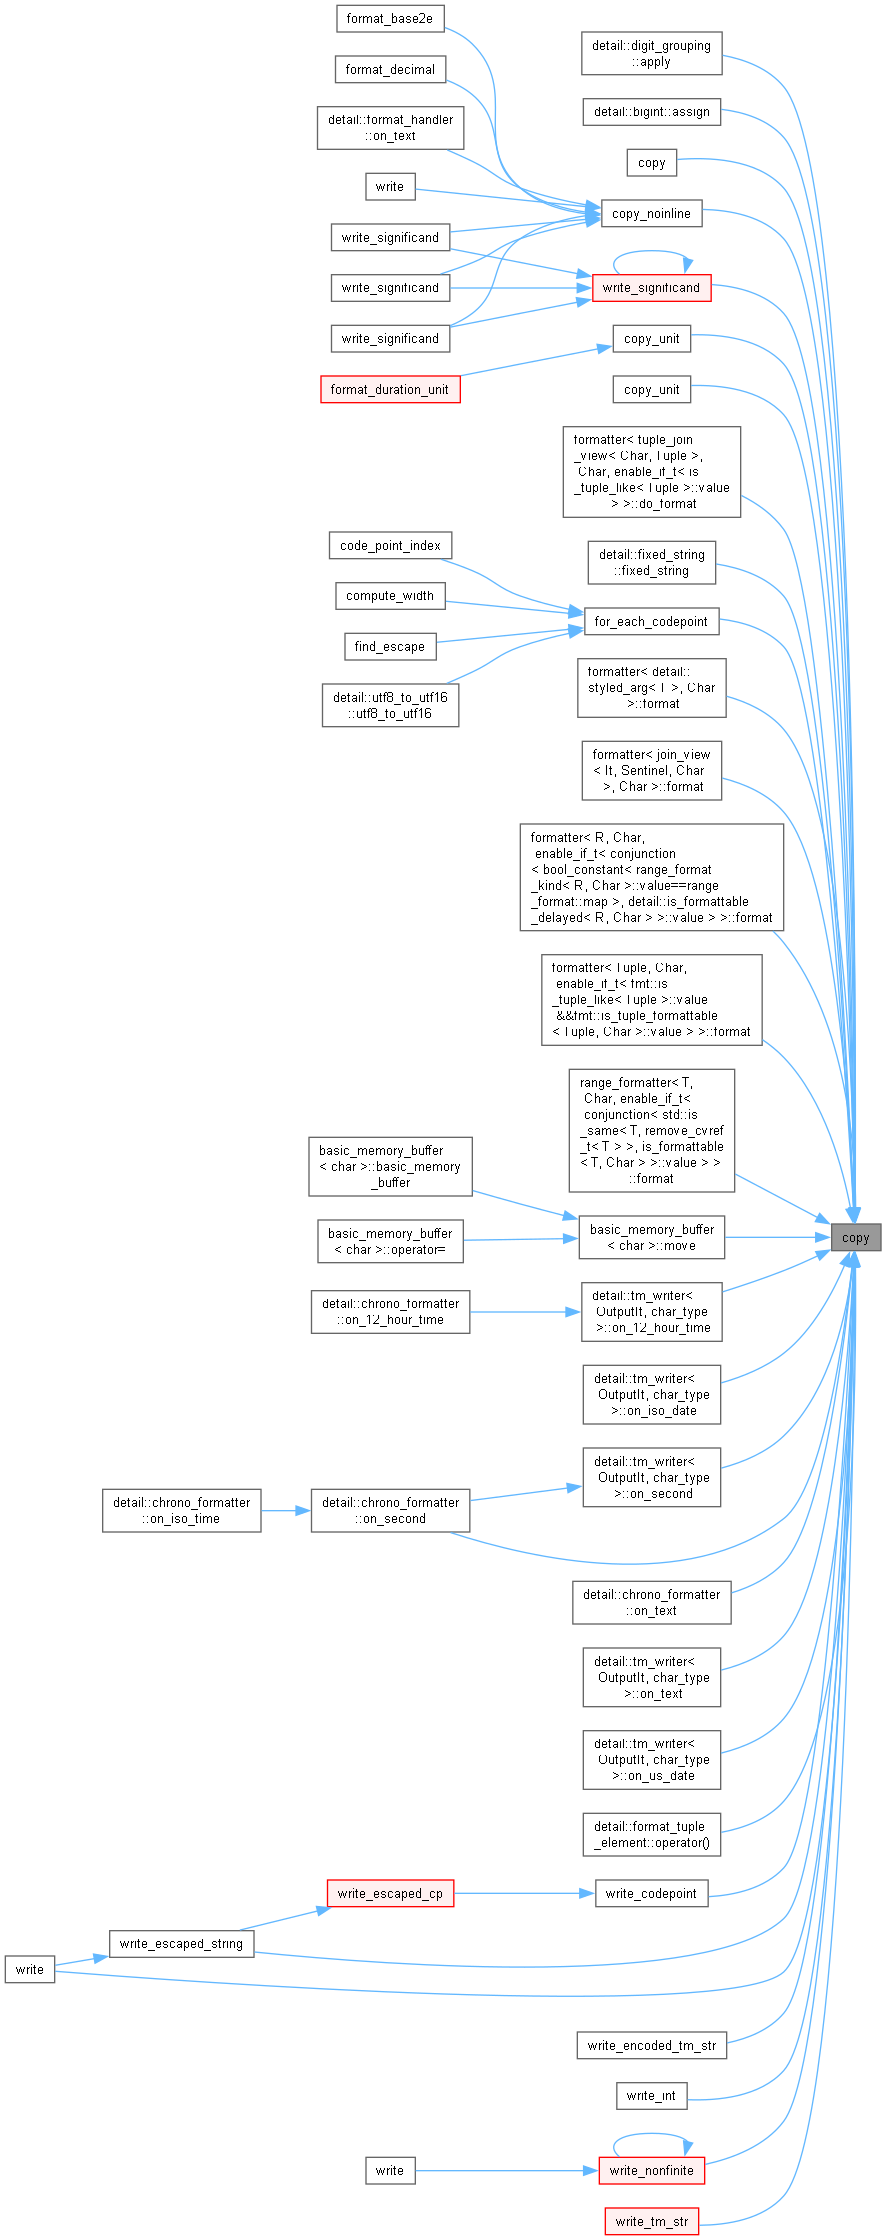 format_base2e
detail::digit_grouping
::apply
format_decimal
detail::bigint::assign
detail::format_handler
::on_text
copy
write
copy_noinline
write_significand
write_significand
write_significand
write_significand
copy_unit
format_duration_unit
copy_unit
formatter< tuple_join
_view< Char, Tuple >,
Char, enable_if_t< is
_tuple_like< Tuple >::value
> >::do_format
code_point_index
detail::fixed_string
::fixed_string
compute_width
for_each_codepoint
find_escape
formatter< detail::
styled_arg< T >, Char
>::format
detail::utf8_to_utf16
::utf8_to_utf16
formatter< join_view
< It, Sentinel, Char
>, Char >::format
formatter< R, Char,
enable_if_t< conjunction
< bool_constant< range_format
_kind< R, Char >::value==range
_format::map >, detail::is_formattable
_delayed< R, Char > >::value > >::format
formatter< Tuple, Char,
enable_if_t< fmt::is
_tuple_like< Tuple >::value
&&fmt::is_tuple_formattable
< Tuple, Char >::value > >::format
range_formatter< T,
Char, enable_if_t<
conjunction< std::is
_same< T, remove_cvref
_t< T > >, is_formattable
< T, Char > >::value > >
::format
basic_memory_buffer
< char >::basic_memory
_buffer
basic_memory_buffer
< char >::operator=
basic_memory_buffer
< char >::move
copy
detail::chrono_formatter
::on_12_hour_time
detail::tm_writer<
OutputIt, char_type
>::on_12_hour_time
detail::tm_writer<
OutputIt, char_type
>::on_iso_date
detail::tm_writer<
OutputIt, char_type
>::on_second
detail::chrono_formatter
::on_iso_time
detail::chrono_formatter
::on_second
detail::chrono_formatter
::on_text
detail::tm_writer<
OutputIt, char_type
>::on_text
detail::tm_writer<
OutputIt, char_type
>::on_us_date
detail::format_tuple
_element::operator()
write_escaped_cp
write_codepoint
write_escaped_string
write
write_encoded_tm_str
write_int
write
write_nonfinite
write_tm_str